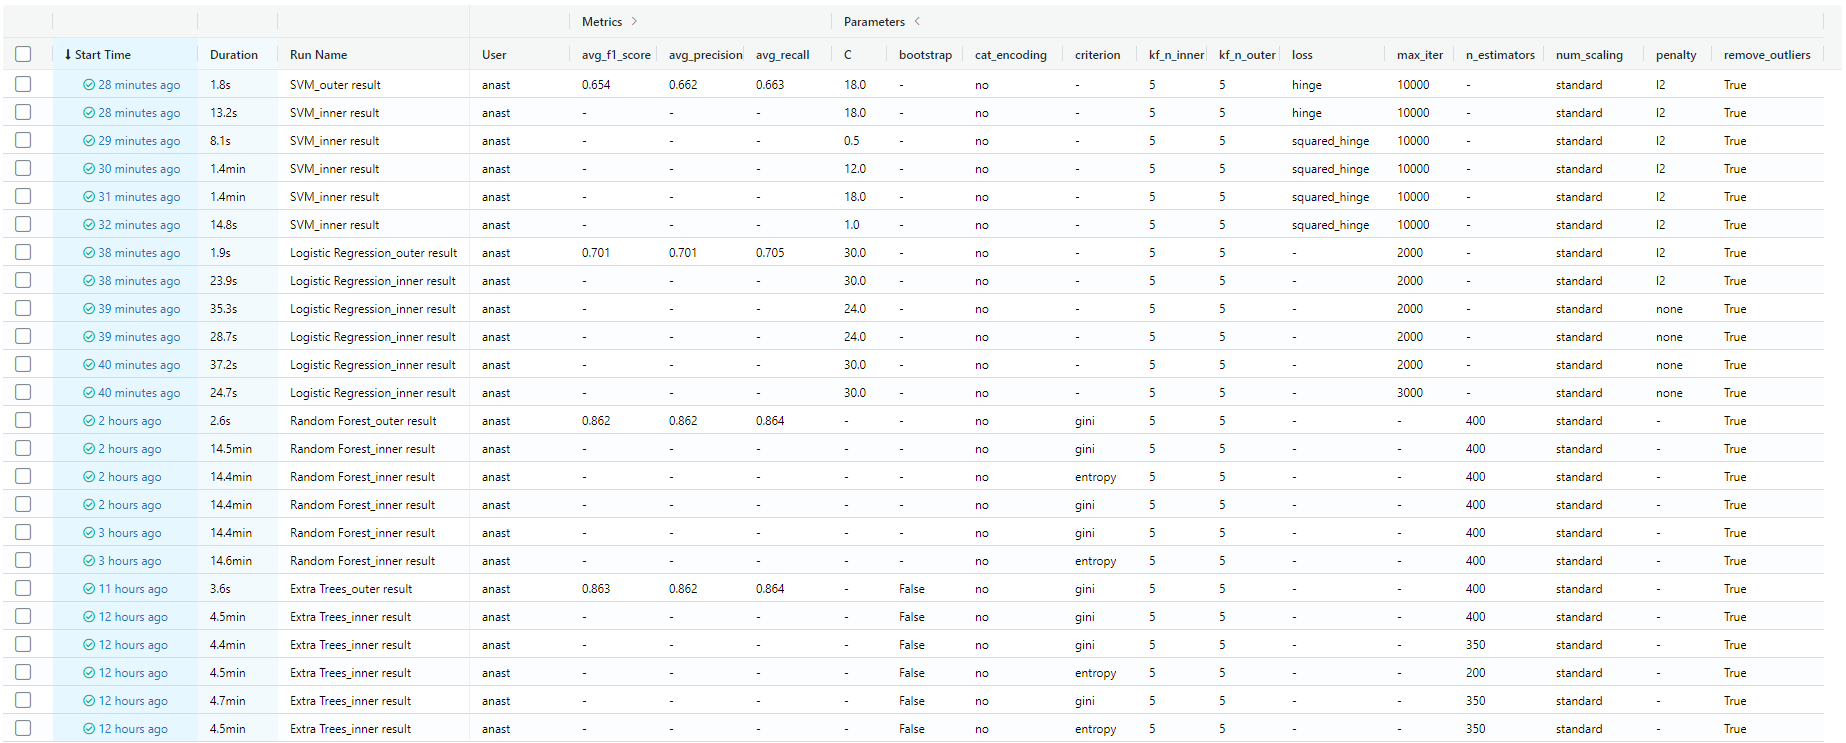 Metrics > Parameters <
↓ Start Time Duration Run Name User avg_f1_score avg_precision avg_recall C bootstrap cat_encoding criterion kf_n_inner kf_n_outer loss max_iter n_estimators num_scaling penalty remove_outliers
28 minutes ago 1.8s SVM_outer result anast 0.654 0.662 0.663 18.0 - no - 5 5 hinge 10000 - standard l2 True
28 minutes ago 13.2s SVM_inner result anast - - - 18.0 - no - 5 5 hinge 10000 - standard l2 True
29 minutes ago 8.1s SVM_inner result anast - - - 0.5 - no - 5 5 squared_hinge 10000 - standard l2 True
30 minutes ago 1.4min SVM_inner result anast - - - 12.0 - no - 5 5 squared_hinge 10000 - standard l2 True
31 minutes ago 1.4min SVM_inner result anast - - - 18.0 - no - 5 5 squared_hinge 10000 - standard l2 True
32 minutes ago 14.8s SVM_inner result anast - - - 1.0 - no - 5 5 squared_hinge 10000 - standard l2 True
38 minutes ago 1.9s Logistic Regression_outer result anast 0.701 0.701 0.705 30.0 - no - 5 5 - 2000 - standard l2 True
38 minutes ago 23.9s Logistic Regression_inner result anast - - - 30.0 - no - 5 5 - 2000 - standard l2 True
39 minutes ago 35.3s Logistic Regression_inner result anast - - - 24.0 - no - 5 5 - 2000 - standard none True
39 minutes ago 28.7s Logistic Regression_inner result anast - - - 24.0 - no - 5 5 - 2000 - standard none True
40 minutes ago 37.2s Logistic Regression_inner result anast - - - 30.0 - no - 5 5 - 2000 - standard none True
40 minutes ago 24.7s Logistic Regression_inner result anast - - - 30.0 - no - 5 5 - 3000 - standard none True
2 hours ago 2.6s Random Forest_outer result anast 0.862 0.862 0.864 - - no gini 5 5 - - 400 standard - True
2 hours ago 14.5min Random Forest_inner result anast - - - - - no gini 5 5 - - 400 standard - True
2 hours ago 14.4min Random Forest_inner result anast - - - - - no entropy 5 5 - - 400 standard - True
2 hours ago 14.4min Random Forest_inner result anast - - - - - no gini 5 5 - - 400 standard - True
3 hours ago 14.4min Random Forest_inner result anast - - - - - no gini 5 5 - - 400 standard - True
3 hours ago 14.6min Random Forest_inner result anast - - - - - no entropy 5 5 - - 400 standard - True
11 hours ago 3.6s Extra Trees_outer result anast 0.863 0.862 0.864 - False no gini 5 5 - - 400 standard - True
12 hours ago 4.5min Extra Trees_inner result anast - - - - False no gini 5 5 - - 400 standard - True
12 hours ago 4.4min Extra Trees_inner result anast - - - - False no gini 5 5 - - 350 standard - True
12 hours ago 4.5min Extra Trees_inner result anast - - - - False no entropy 5 5 - - 200 standard - True
12 hours ago 4.7min Extra Trees_inner result anast - - - - False no gini 5 5 - - 350 standard - True
12 hours ago 4.5min Extra Trees_inner result anast - - - - False no entropy 5 5 - - 350 standard - True